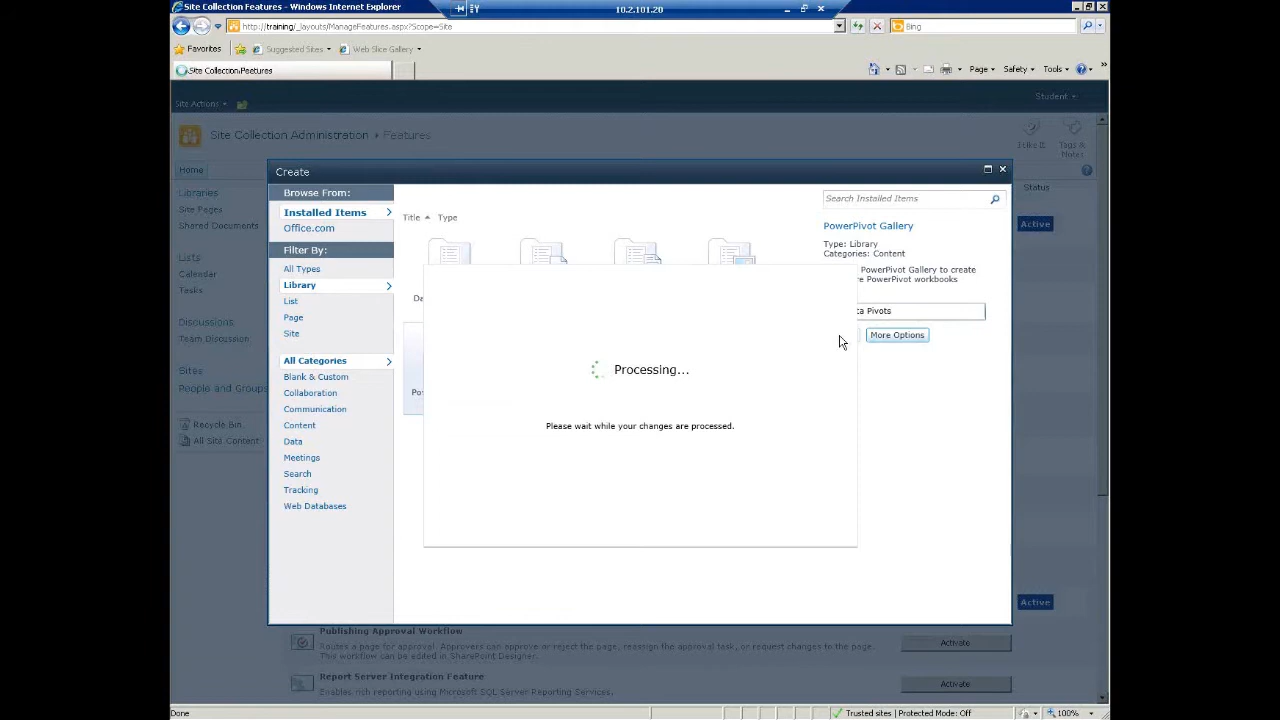 Site Collection Features - Windows Internet Explorer
10.2.101.20
http://training/_layouts/ManageFeatures.aspx?Scope=Site
Bing
Favorites
Suggested Sites
Web Slice Gallery
Site Collection Features
Page
Safety
Tools
Site Actions
Student
Site Collection Administration
Features
I Like It
Tags & Notes
Home
Libraries
Site Pages
Shared Documents
Lists
Calendar
Tasks
Discussions
Team Discussion
Sites
People and Groups
Recycle Bin
All Site Content
Status
Active
Create
Browse From:
Installed Items
Office.com
Filter By:
All Types
Library
List
Page
Site
All Categories
Blank & Custom
Collaboration
Communication
Content
Data
Meetings
Search
Tracking
Web Databases
Title
Type
Search Installed Items
PowerPivot Gallery
Type: Library
Categories: Content
PowerPivot Gallery to create
PowerPivot workbooks
ta Pivots
More Options
Da
Po
Processing...
Please wait while your changes are processed.
Active
Publishing Approval Workflow
Routes a page for approval. Approvers can approve or reject the page, reassign the approval task, or request changes to the page.
This workflow can be edited in SharePoint Designer.
Activate
Report Server Integration Feature
Enables rich reporting using Microsoft SQL Server Reporting Services.
Activate
Done
Trusted sites | Protected Mode: Off
100%